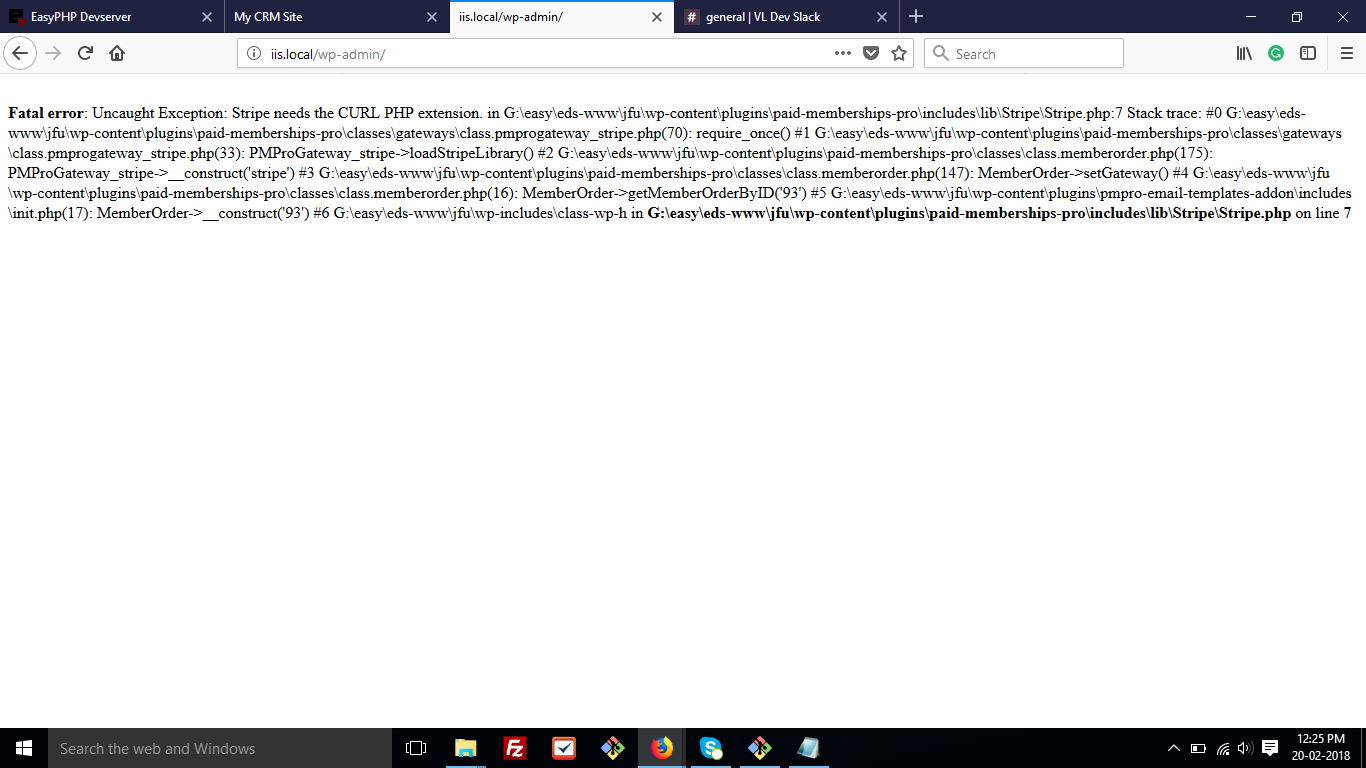 EasyPHP Devserver
My CRM Site
iis.local/wp-admin/
# general | VL Dev Slack
iis.local/wp-admin/
Search
Fatal error: Uncaught Exception: Stripe needs the CURL PHP extension. in G:\easy\eds-www\jfu\wp-content\plugins\paid-memberships-pro\includes\lib\Stripe\Stripe.php:7 Stack trace: #0 G:\easy\eds-
www\jfu\wp-content\plugins\paid-memberships-pro\classes\gateways\class.pmprogateway_stripe.php(70): require_once() #1 G:\easy\eds-www\jfu\wp-content\plugins\paid-memberships-pro\classes\gateways
\class.pmprogateway_stripe.php(33): PMProGateway_stripe->loadStripeLibrary() #2 G:\easy\eds-www\jfu\wp-content\plugins\paid-memberships-pro\classes\class.memberorder.php(175):
PMProGateway_stripe->__construct('stripe') #3 G:\easy\eds-www\jfu\wp-content\plugins\paid-memberships-pro\classes\class.memberorder.php(147): MemberOrder->setGateway() #4 G:\easy\eds-www\jfu
\wp-content\plugins\paid-memberships-pro\classes\class.memberorder.php(16): MemberOrder->getMemberOrderByID('93') #5 G:\easy\eds-www\jfu\wp-content\plugins\pmpro-email-templates-addon\includes
\init.php(17): MemberOrder->__construct('93') #6 G:\easy\eds-www\jfu\wp-includes\class-wp-h in G:\easy\eds-www\jfu\wp-content\plugins\paid-memberships-pro\includes\lib\Stripe\Stripe.php on line 7
Search the web and Windows
12:25 PM
20-02-2018